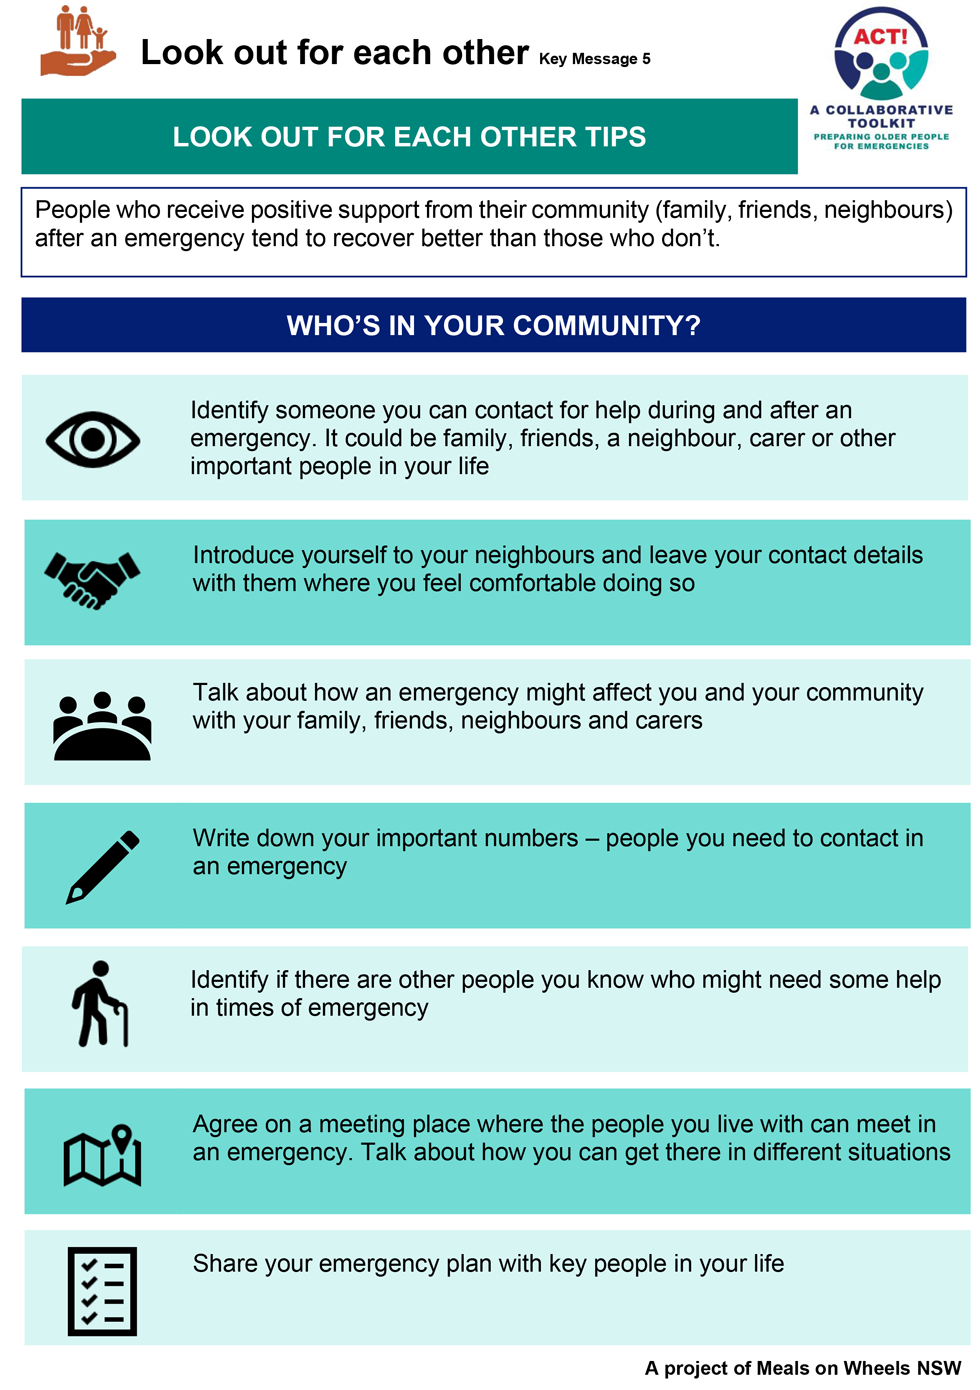 Look out for each other Key Message 5
ACT!
A COLLABORATIVE
TOOLKIT
PREPARING OLDER PEOPLE
FOR EMERGENCIES
LOOK OUT FOR EACH OTHER TIPS
People who receive positive support from their community (family, friends, neighbours)
after an emergency tend to recover better than those who don’t.
WHO’S IN YOUR COMMUNITY?
Identify someone you can contact for help during and after an
emergency. It could be family, friends, a neighbour, carer or other
important people in your life
Introduce yourself to your neighbours and leave your contact details
with them where you feel comfortable doing so
Talk about how an emergency might affect you and your community
with your family, friends, neighbours and carers
Write down your important numbers – people you need to contact in
an emergency
Identify if there are other people you know who might need some help
in times of emergency
Agree on a meeting place where the people you live with can meet in
an emergency. Talk about how you can get there in different situations
Share your emergency plan with key people in your life
A project of Meals on Wheels NSW